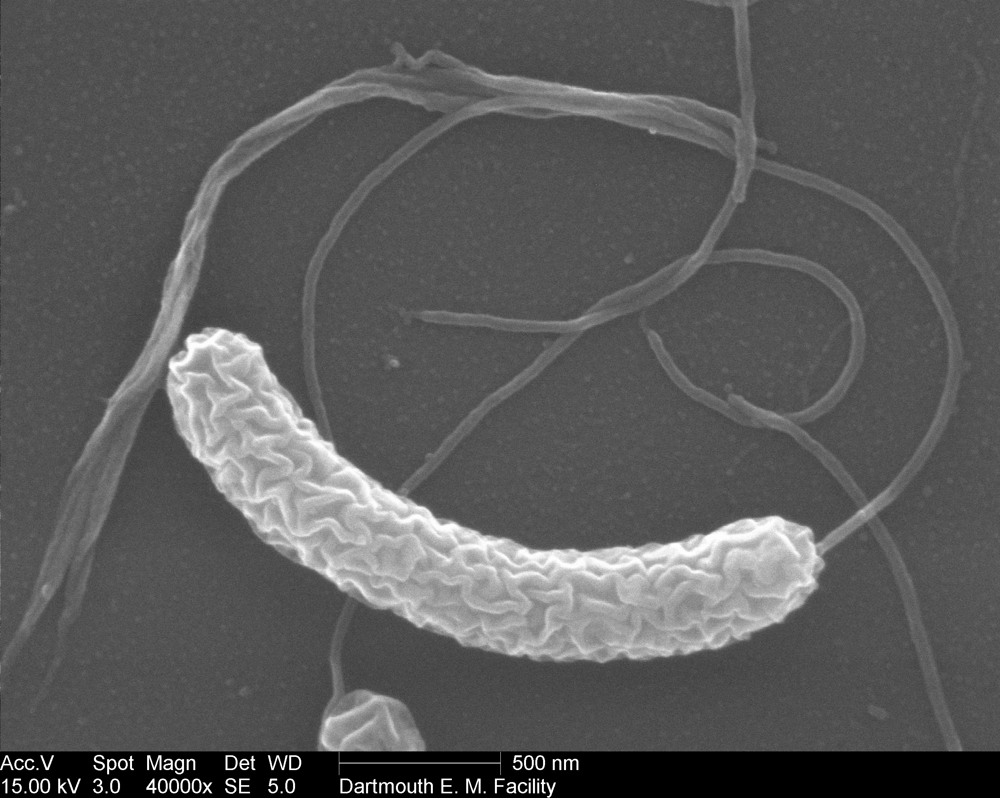 Acc.V Spot Magn Det WD 500 nm
15.00 kV 3.0 40000x SE 5.0 Dartmouth E. M. Facility